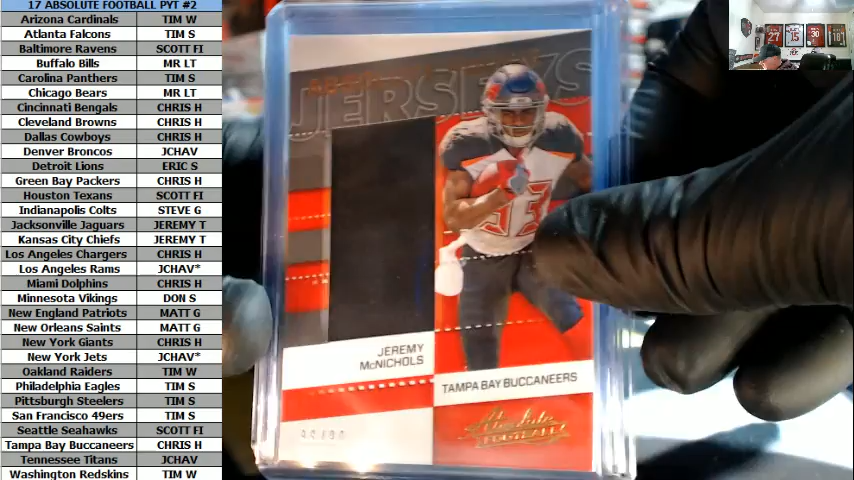 17 ABSOLUTE FOOTBALL PYT #2
Arizona Cardinals TIM W
Atlanta Falcons TIM S
Baltimore Ravens SCOTT FI
Buffalo Bills MR LT
Carolina Panthers TIM S
Chicago Bears MR LT
Cincinnati Bengals CHRIS H
Cleveland Browns CHRIS H
Dallas Cowboys CHRIS H
Denver Broncos JCHAV
Detroit Lions ERIC S
Green Bay Packers CHRIS H
Houston Texans SCOTT FI
Indianapolis Colts STEVE G
Jacksonville Jaguars JEREMY T
Kansas City Chiefs JEREMY T
Los Angeles Chargers CHRIS H
Los Angeles Rams JCHAV*
Miami Dolphins CHRIS H
Minnesota Vikings DON S
New England Patriots MATT G
New Orleans Saints MATT G
New York Giants CHRIS H
New York Jets JCHAV*
Oakland Raiders TIM W
Philadelphia Eagles TIM S
Pittsburg Steelers TIM S
San Francisco 49ers TIM S
Seattle Seahawks SCOTT FI
Tampa Bay Buccaneers CHRIS H
Tennessee Titans JCHAV
Washington Redskins TIM W
JERSEYS
33
JEREMY
McNICHOLS
TAMPA BAY BUCCANEERS
Absolute
FOOTBALL
27
15
30